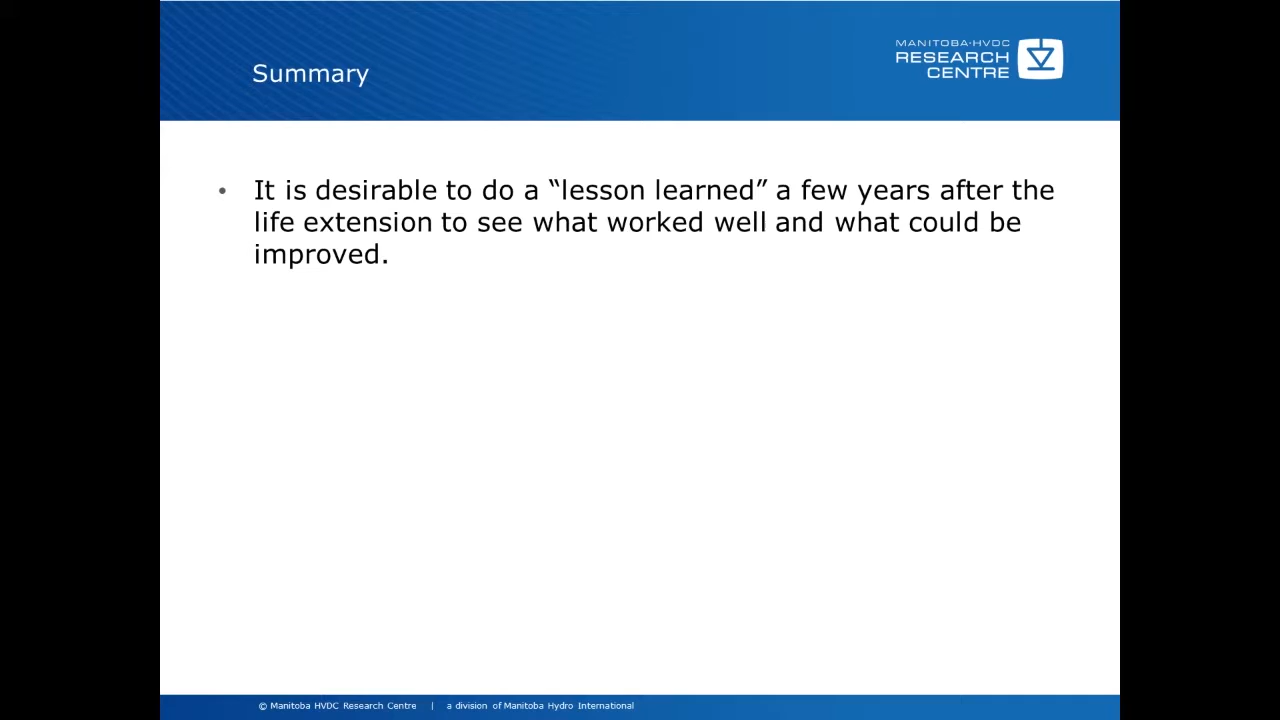 Summary
MANITOBA·HVDC
RESEARCH
CENTRE
• It is desirable to do a “lesson learned” a few years after the
life extension to see what worked well and what could be
improved.
© Manitoba HVDC Research Centre | a division of Manitoba Hydro International